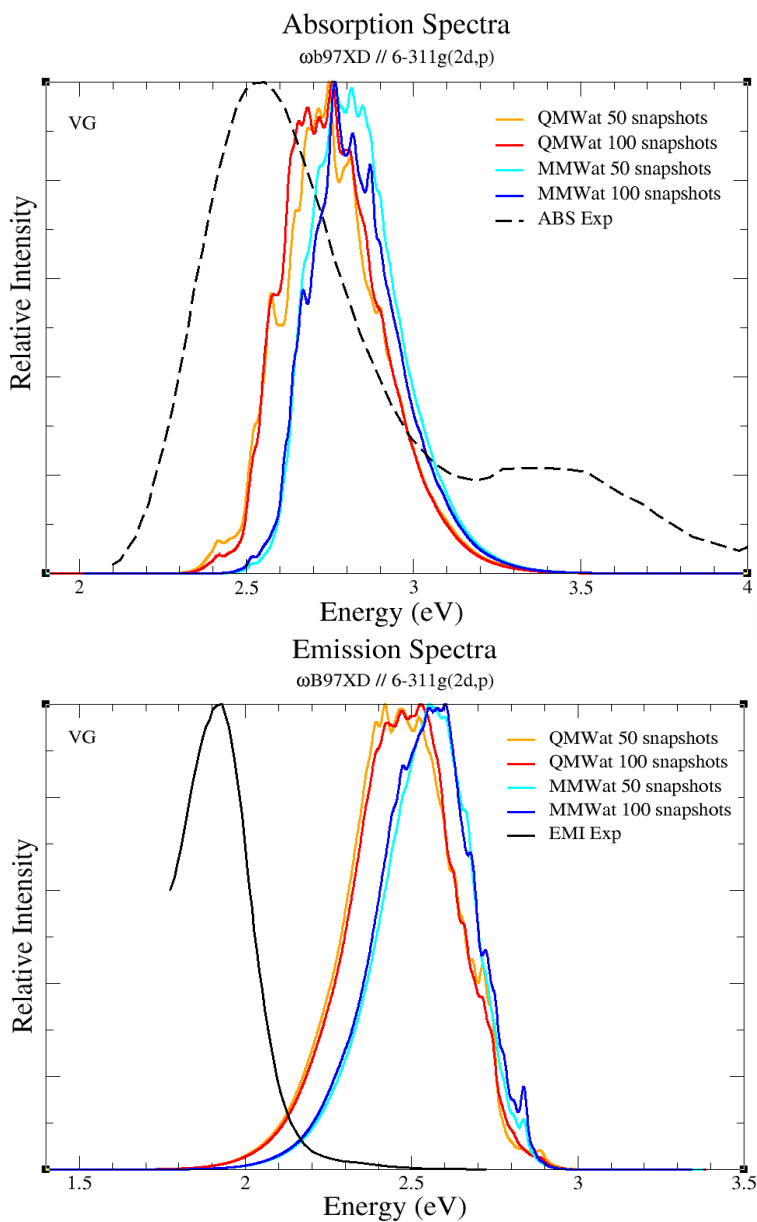 Absorption Spectra
ωb97XD // 6-311g(2d,p)
VG
QMWat 50 snapshots
QMWat 100 snapshots
MMWat 50 snapshots
MMWat 100 snapshots
ABS Exp
Relative Intensity
2 2.5 3 3.5 4
Energy (eV)
Emission Spectra
ωB97XD // 6-311g(2d,p)
VG
QMWat 50 snapshots
QMWat 100 snapshots
MMWat 50 snapshots
MMWat 100 snapshots
EMI Exp
Relative Intensity
1.5 2 2.5 3 3.5
Energy (eV)